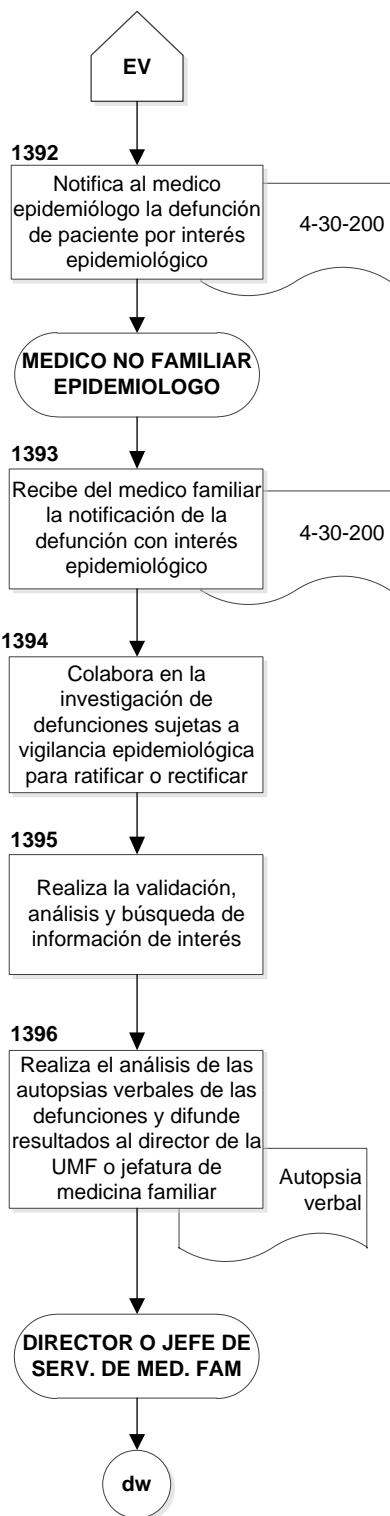 EV
1392
Notifica al medico
epidemiólogo la defunción
de paciente por interés
epidemiológico
4-30-200
MEDICO NO FAMILIAR
EPIDEMIOLOGO
1393
Recibe del medico familiar
la notificación de la
defunción con interés
epidemiológico
4-30-200
1394
Colabora en la
investigación de
defunciones sujetas a
vigilancia epidemiológica
para ratificar o rectificar
1395
Realiza la validación,
análisis y búsqueda de
información de interés
1396
Realiza el análisis de las
autopsias verbales de las
defunciones y difunde
resultados al director de la
UMF o jefatura de
medicina familiar
Autopsia
verbal
DIRECTOR O JEFE DE
SERV. DE MED. FAM
dw